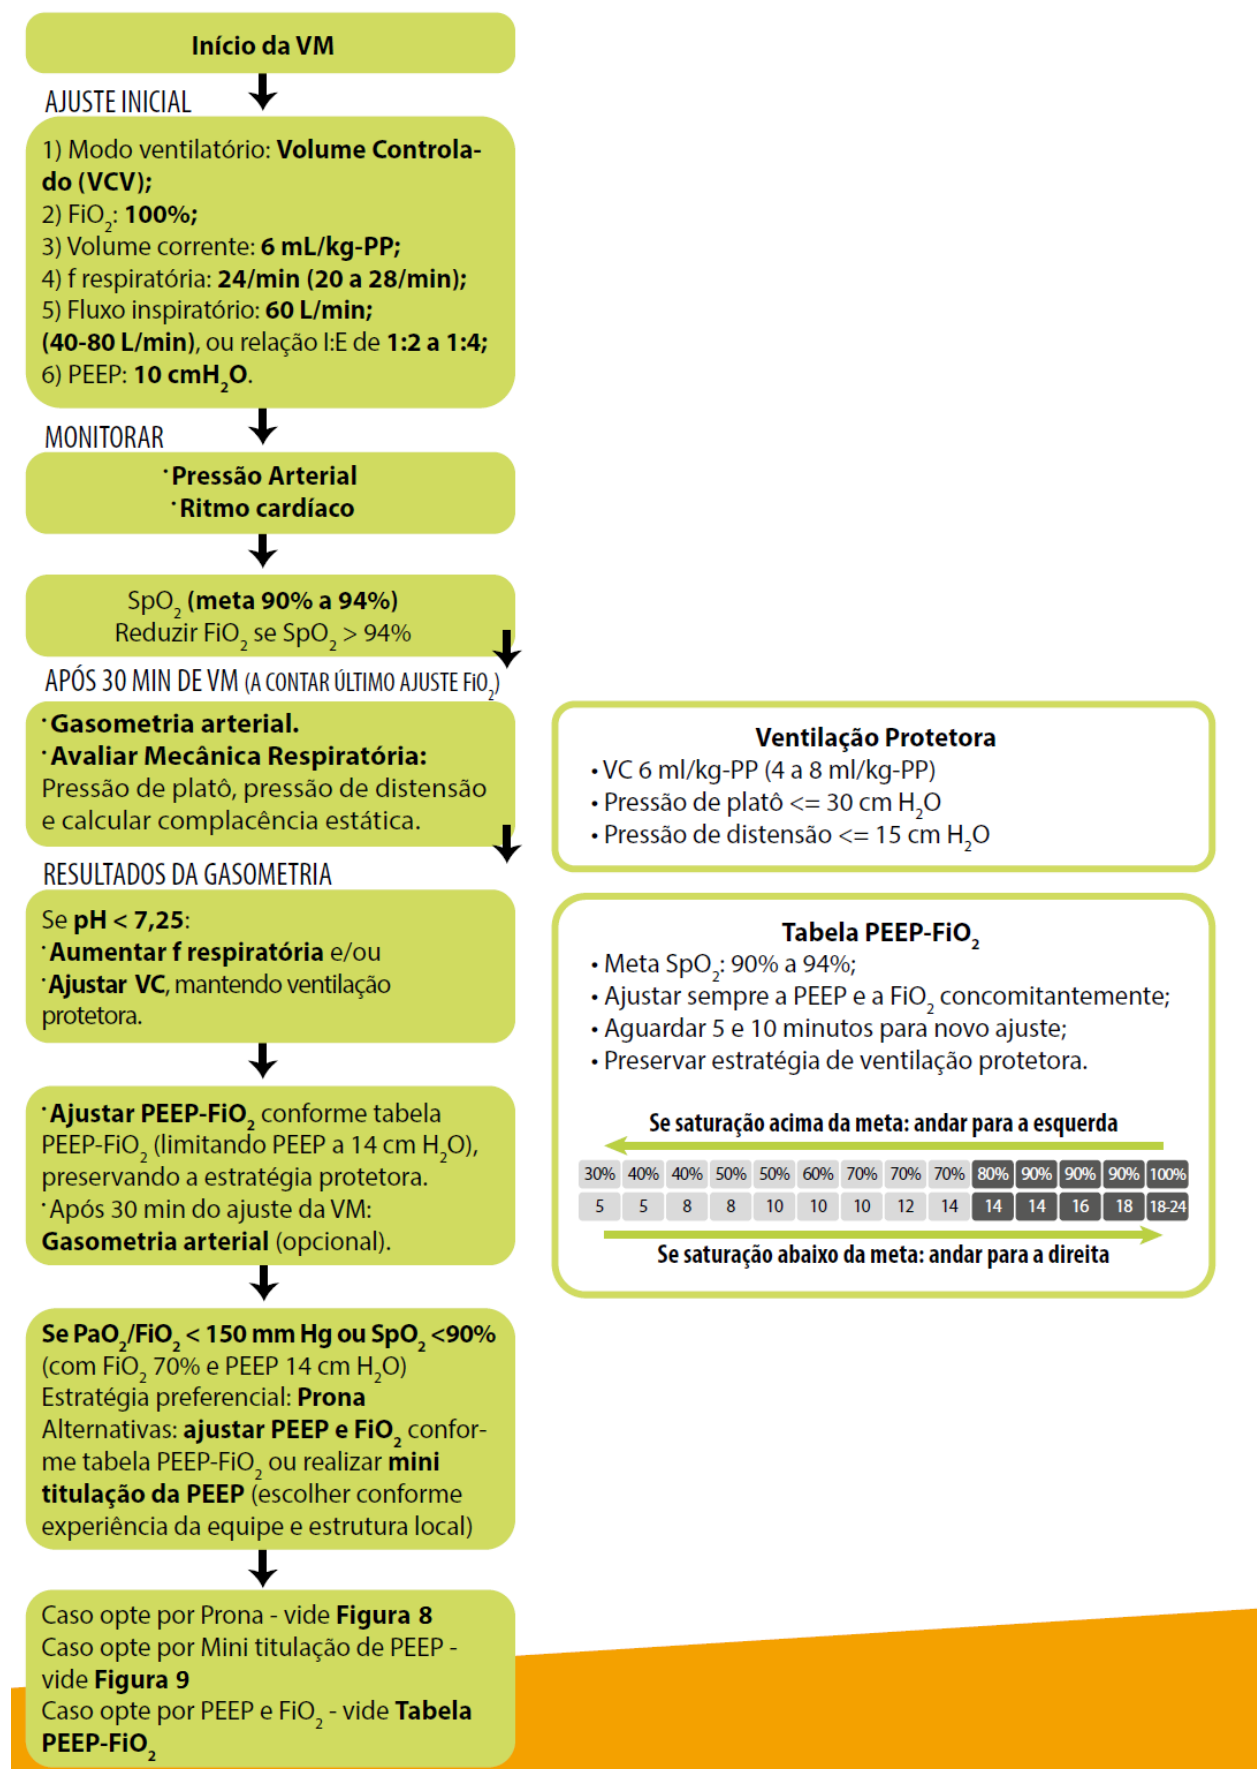 Início da VM
AJUSTE INICIAL
1) Modo ventilatório: Volume Controla-
do (VCV);
2) FiO2: 100%;
3) Volume corrente: 6 mL/kg-PP;
4) f respiratória: 24/min (20 a 28/min);
5) Fluxo inspiratório: 60 L/min;
(40-80 L/min), ou relação I:E de 1:2 a 1:4;
6) PEEP: 10 cmH2O.
MONITORAR
·Pressão Arterial
·Ritmo cardíaco
SpO2 (meta 90% a 94%)
Reduzir FiO2 se SpO2 > 94%
APÓS 30 MIN DE VM (A CONTAR ÚLTIMO AJUSTE FiO2)
·Gasometria arterial.
·Avaliar Mecânica Respiratória:
Pressão de platô, pressão de distensão
e calcular complacência estática.
RESULTADOS DA GASOMETRIA
Se pH < 7,25:
·Aumentar f respiratória e/ou
·Ajustar VC, mantendo ventilação
protetora.
·Ajustar PEEP-FiO2 conforme tabela
PEEP-FiO2 (limitando PEEP a 14 cm H2O),
preservando a estratégia protetora.
·Após 30 min do ajuste da VM:
Gasometria arterial (opcional).
Se PaO2/FiO2 < 150 mm Hg ou SpO2 <90%
(com FiO2 70% e PEEP 14 cm H2O)
Estratégia preferencial: Prona
Alternativas: ajustar PEEP e FiO2 confor-
me tabela PEEP-FiO2 ou realizar mini
titulação da PEEP (escolher conforme
experiência da equipe e estrutura local)
Caso opte por Prona - vide Figura 8
Caso opte por Mini titulação de PEEP -
vide Figura 9
Caso opte por PEEP e FiO2 - vide Tabela
PEEP-FiO2
Ventilação Protetora
• VC 6 ml/kg-PP (4 a 8 ml/kg-PP)
• Pressão de platô <= 30 cm H2O
• Pressão de distensão <= 15 cm H2O
Tabela PEEP-FiO2
• Meta SpO2: 90% a 94%;
• Ajustar sempre a PEEP e a FiO2 concomitantemente;
• Aguardar 5 e 10 minutos para novo ajuste;
• Preservar estratégia de ventilação protetora.
Se saturação acima da meta: andar para a esquerda
30% 40% 40% 50% 50% 60% 70% 70% 70% 80% 90% 90% 90% 100%
5 5 8 8 10 10 10 12 14 14 14 16 18 18-24
Se saturação abaixo da meta: andar para a direita